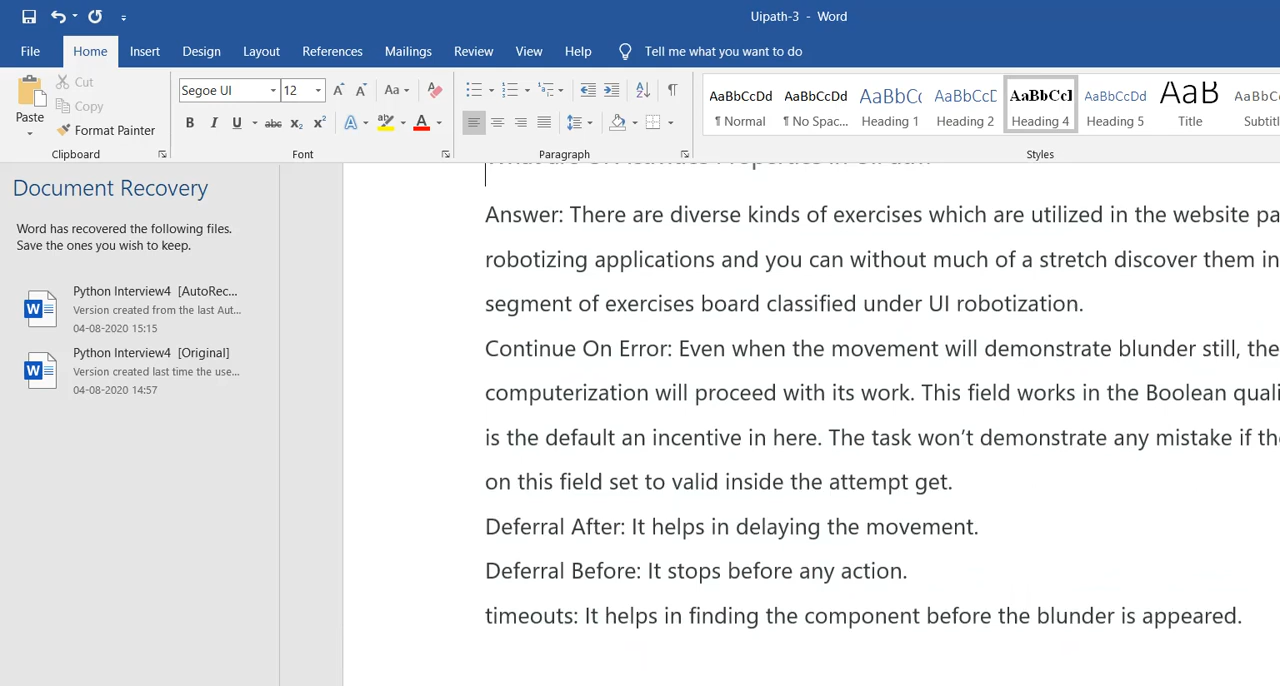 Uipath-3 - Word
File Home Insert Design Layout References Mailings Review View Help Tell me what you want to do
Paste
Cut
Copy
Format Painter
Clipboard
Segoe UI 12 A A Aa A
B I U abc x₂ x² A ab A
Font
Paragraph
AaBbCcDd AaBbCcDd AaBbCc AaBbCcD AaBbCcI AaBbCcDd AaB AaBbCcD
¶ Normal ¶ No Spac... Heading 1 Heading 2 Heading 4 Heading 5 Title Subtitl
Styles
Document Recovery
Word has recovered the following files.
Save the ones you wish to keep.
Python Interview4 [AutoRec...
Version created from the last Aut...
04-08-2020 15:15
Python Interview4 [Original]
Version created last time the use...
04-08-2020 14:57
Answer: There are diverse kinds of exercises which are utilized in the website pa
robotizing applications and you can without much of a stretch discover them in
segment of exercises board classified under UI robotization.
Continue On Error: Even when the movement will demonstrate blunder still, the
computerization will proceed with its work. This field works in the Boolean quali
is the default an incentive in here. The task won't demonstrate any mistake if the
on this field set to valid inside the attempt get.
Deferral After: It helps in delaying the movement.
Deferral Before: It stops before any action.
timeouts: It helps in finding the component before the blunder is appeared.